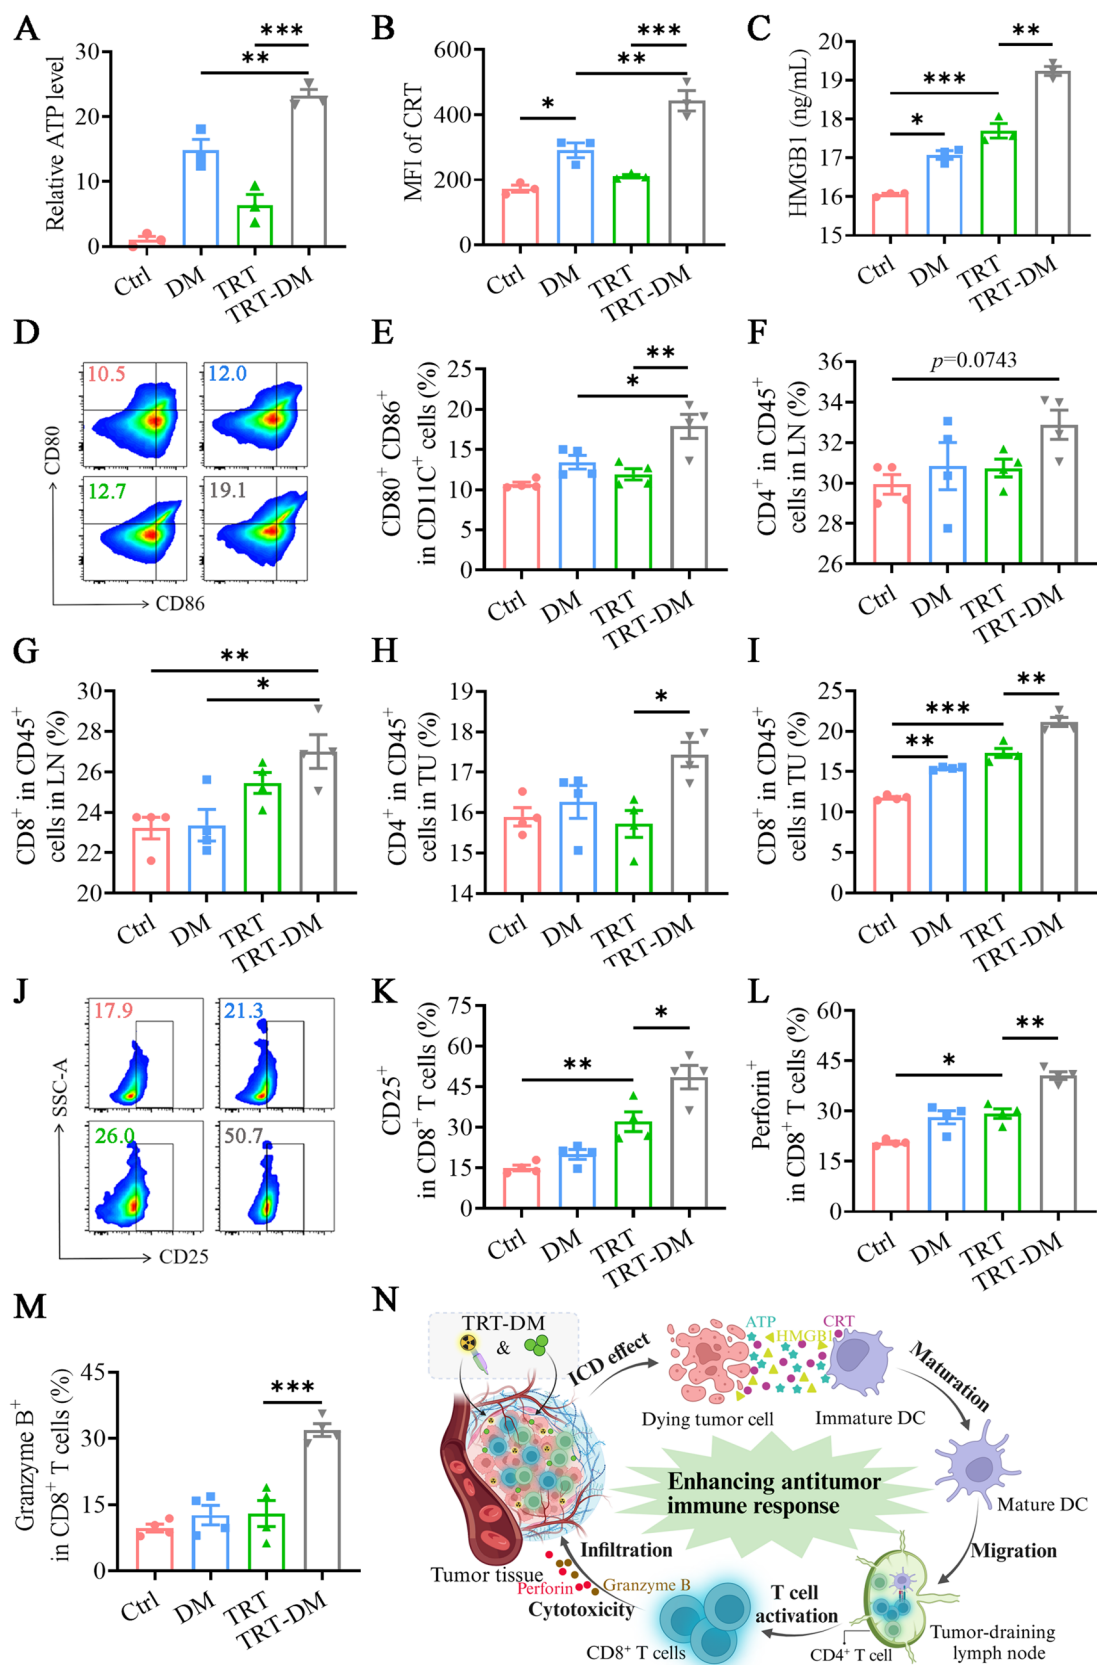 A
Relative ATP level
30
20
10
0
***
**
Ctrl
DM
TRT
TRT-DM
B
MFI of CRT
600
400
200
0
***
**
*
Ctrl
DM
TRT
TRT-DM
C
HMGB1 (ng/mL)
20
19
18
17
16
15
**
***
*
Ctrl
DM
TRT
TRT-DM
D
10.5
12.0
12.7
19.1
CD80
CD86
E
CD80+ CD86+
in CD11C+ cells (%)
25
20
15
10
5
0
**
*
Ctrl
DM
TRT
TRT-DM
F
CD4+ in CD45+
cells in LN (%)
36
34
32
30
28
26
p=0.0743
Ctrl
DM
TRT
TRT-DM
G
CD8+ in CD45+
cells in LN (%)
30
28
26
24
22
20
**
*
Ctrl
DM
TRT
TRT-DM
H
CD4+ in CD45+
cells in TU (%)
19
18
17
16
15
14
*
Ctrl
DM
TRT
TRT-DM
I
CD8+ in CD45+
cells in TU (%)
25
20
15
10
5
0
**
***
**
Ctrl
DM
TRT
TRT-DM
J
17.9
21.3
26.0
50.7
SSC-A
CD25
K
CD25+
in CD8+ T cells (%)
75
60
45
30
15
0
*
**
Ctrl
DM
TRT
TRT-DM
L
Perforin+
in CD8+ T cells (%)
60
45
30
15
0
**
*
Ctrl
DM
TRT
TRT-DM
M
Granzyme B+
in CD8+ T cells (%)
45
30
15
0
***
Ctrl
DM
TRT
TRT-DM
N
TRT-DM
&
ICD effect
ATP
HMGB1
CRT
Dying tumor cell
Immature DC
Maturation
Mature DC
Enhancing antitumor
immune response
Migration
Tumor-draining
lymph node
CD4+ T cell
T cell
activation
CD8+ T cells
Infiltration
Perforin
Granzyme B
Cytotoxicity
Tumor tissue